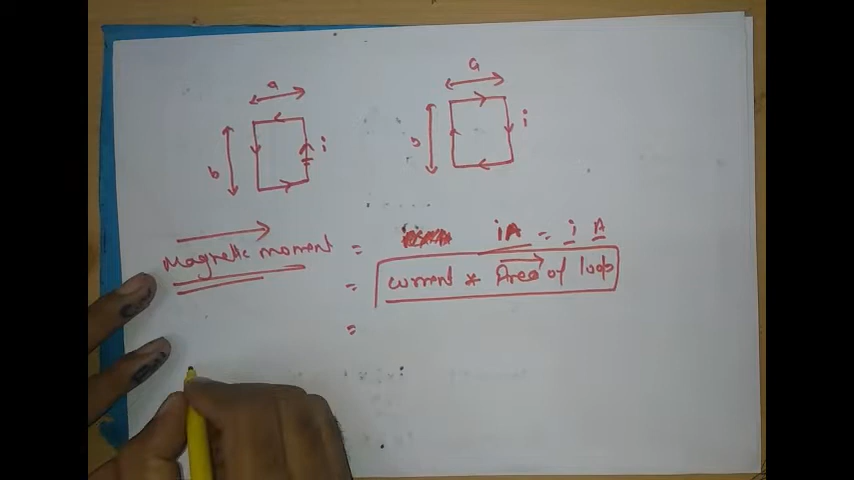 a
G
b
i
b
i
Magnetic moment = iA = i A
= current * Area of loop
=